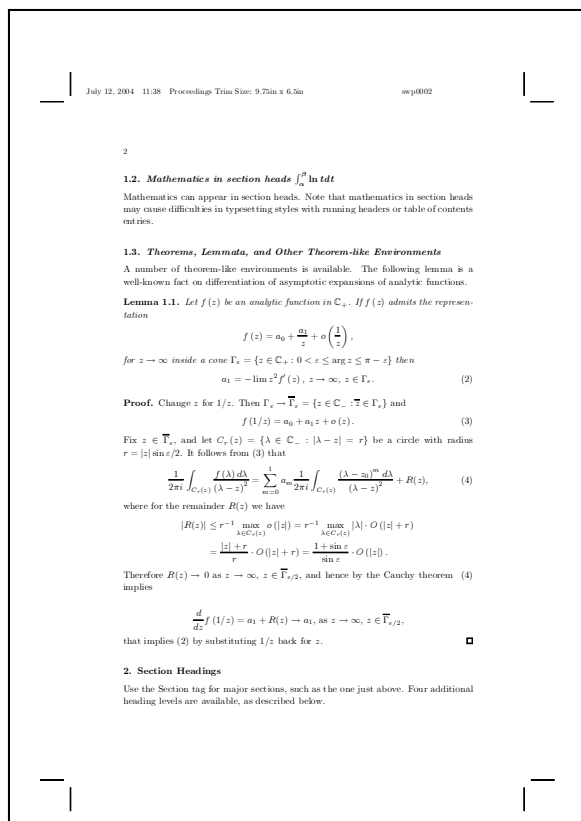 July 12, 2004 11:38 Proceedings Trim Size: 9.75in x 6.5in swp0002
2
1.2. Mathematics in section heads ∫_α^β ln tdt
Mathematics can appear in section heads. Note that mathematics in section heads
may cause difficulties in typesetting styles with running headers or table of contents
entries.
1.3. Theorems, Lemmata, and Other Theorem-like Environments
A number of theorem-like environments is available. The following lemma is a
well-known fact on differentiation of asymptotic expansions of analytic functions.
Lemma 1.1. Let f (z) be an analytic function in ℂ₊. If f (z) admits the represen-
tation
f (z) = a₀ + a₁/z + o (1/z),
for z → ∞ inside a cone Γ_ε = {z ∈ ℂ₊ : 0 < ε ≤ arg z ≤ π − ε} then
a₁ = − lim z² f′ (z) , z → ∞, z ∈ Γ_ε. (2)
Proof. Change z for 1/z. Then Γ_ε → Γ̅_ε = {z ∈ ℂ₋ : z̅ ∈ Γ_ε} and
f (1/z) = a₀ + a₁z + o (z) . (3)
Fix z ∈ Γ̅_ε, and let C_r (z) = {λ ∈ ℂ₋ : |λ − z| = r} be a circle with radius
r = |z| sin ε/2. It follows from (3) that
1/2πi ∫_{C_r(z)} f (λ) dλ/(λ − z)² = ∑_{m=0}^{1} a_m 1/2πi ∫_{C_r(z)} (λ − z₀)^m dλ/(λ − z)² + R(z), (4)
where for the remainder R(z) we have
|R(z)| ≤ r⁻¹ max_{λ∈C_r(z)} o (|z|) = r⁻¹ max_{λ∈C_r(z)} |λ| · O (|z| + r)
= |z| + r/r · O (|z| + r) = 1 + sin ε/sin ε · O (|z|) .
Therefore R(z) → 0 as z → ∞, z ∈ Γ̅_{ε/2}, and hence by the Cauchy theorem (4)
implies
d/dz f (1/z) = a₁ + R(z) → a₁, as z → ∞, z ∈ Γ̅_{ε/2},
that implies (2) by substituting 1/z back for z.
2. Section Headings
Use the Section tag for major sections, such as the one just above. Four additional
heading levels are available, as described below.